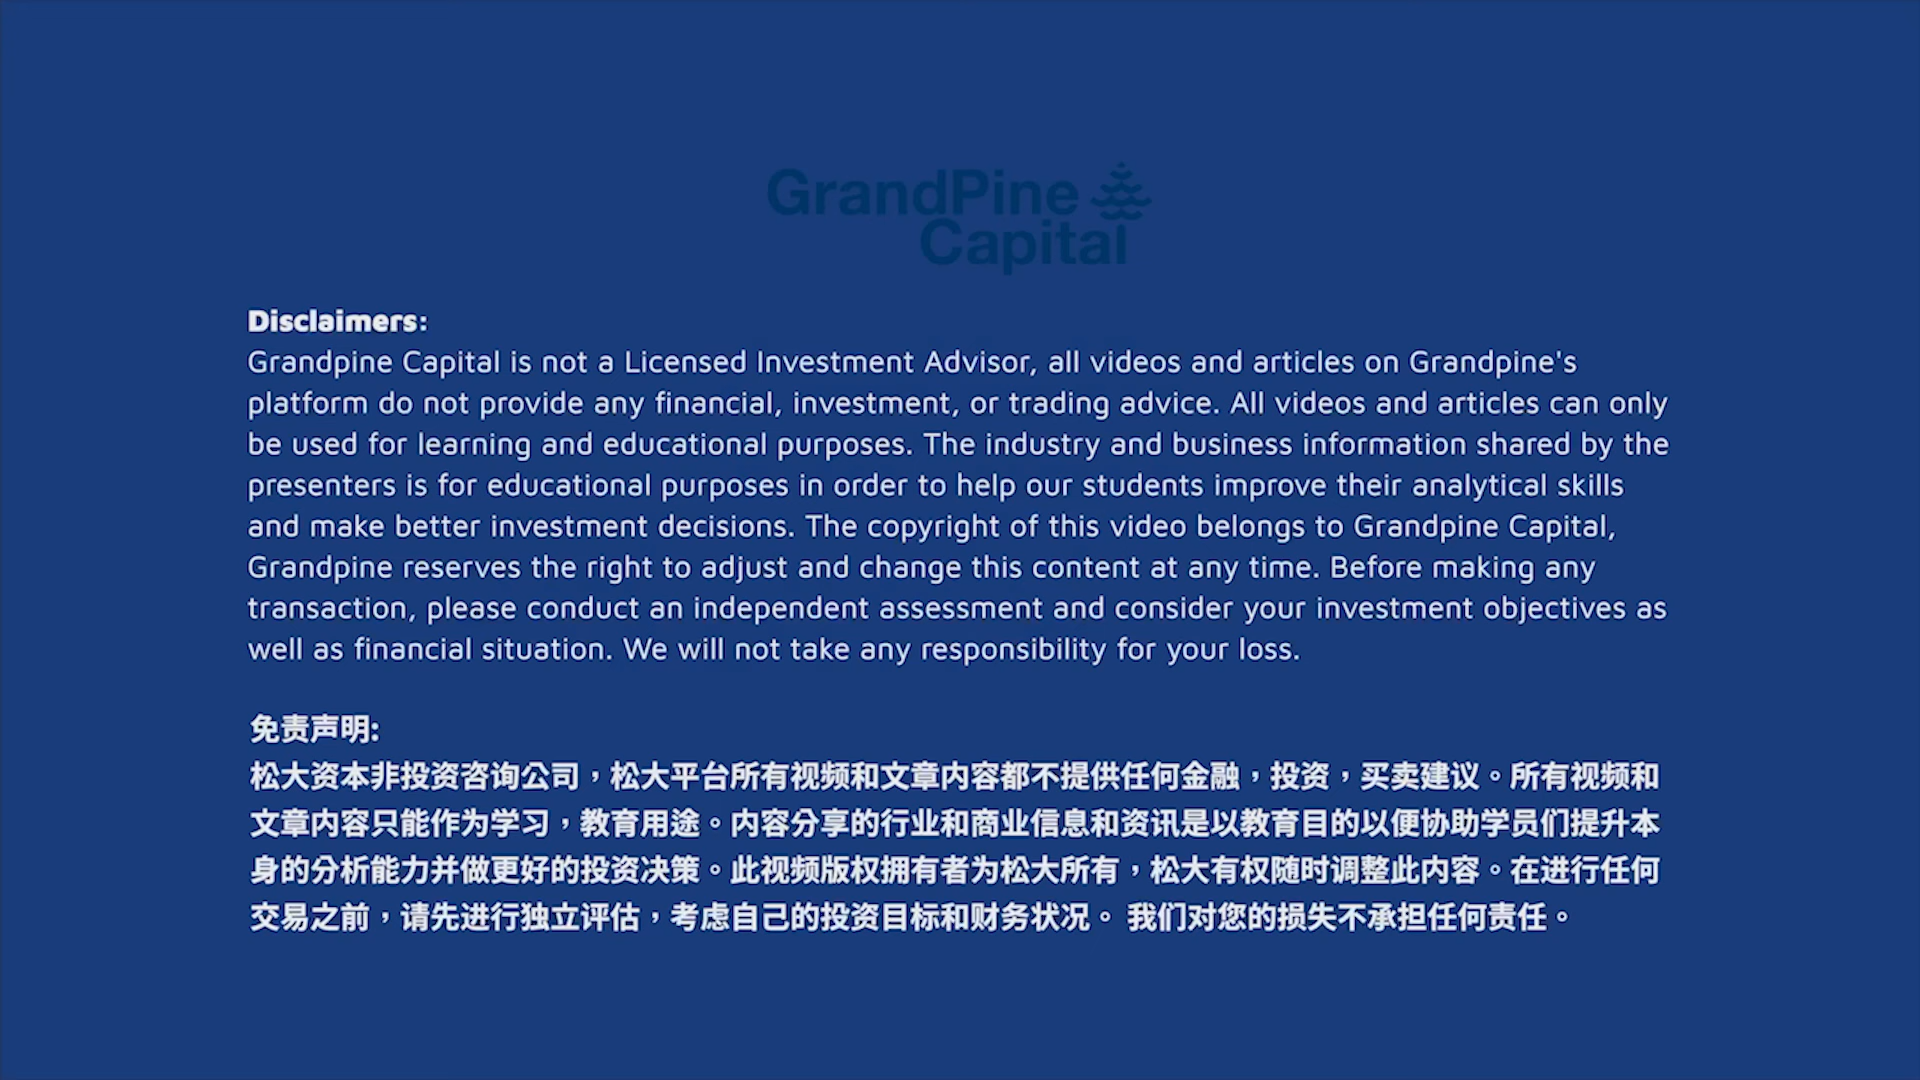 GrandPine
Capital
Disclaimers:
Grandpine Capital is not a Licensed Investment Advisor, all videos and articles on Grandpine's
platform do not provide any financial, investment, or trading advice. All videos and articles can only
be used for learning and educational purposes. The industry and business information shared by the
presenters is for educational purposes in order to help our students improve their analytical skills
and make better investment decisions. The copyright of this video belongs to Grandpine Capital,
Grandpine reserves the right to adjust and change this content at any time. Before making any
transaction, please conduct an independent assessment and consider your investment objectives as
well as financial situation. We will not take any responsibility for your loss.
免责声明:
松大资本非投资咨询公司，松大平台所有视频和文章内容都不提供任何金融，投资，买卖建议。所有视频和
文章内容只能作为学习，教育用途。内容分享的行业和商业信息和资讯是以教育目的以便协助学员们提升本
身的分析能力并做更好的投资决策。此视频版权拥有者为松大所有，松大有权随时调整此内容。在进行任何
交易之前，请先进行独立评估，考虑自己的投资目标和财务状况。 我们对您的损失不承担任何责任。